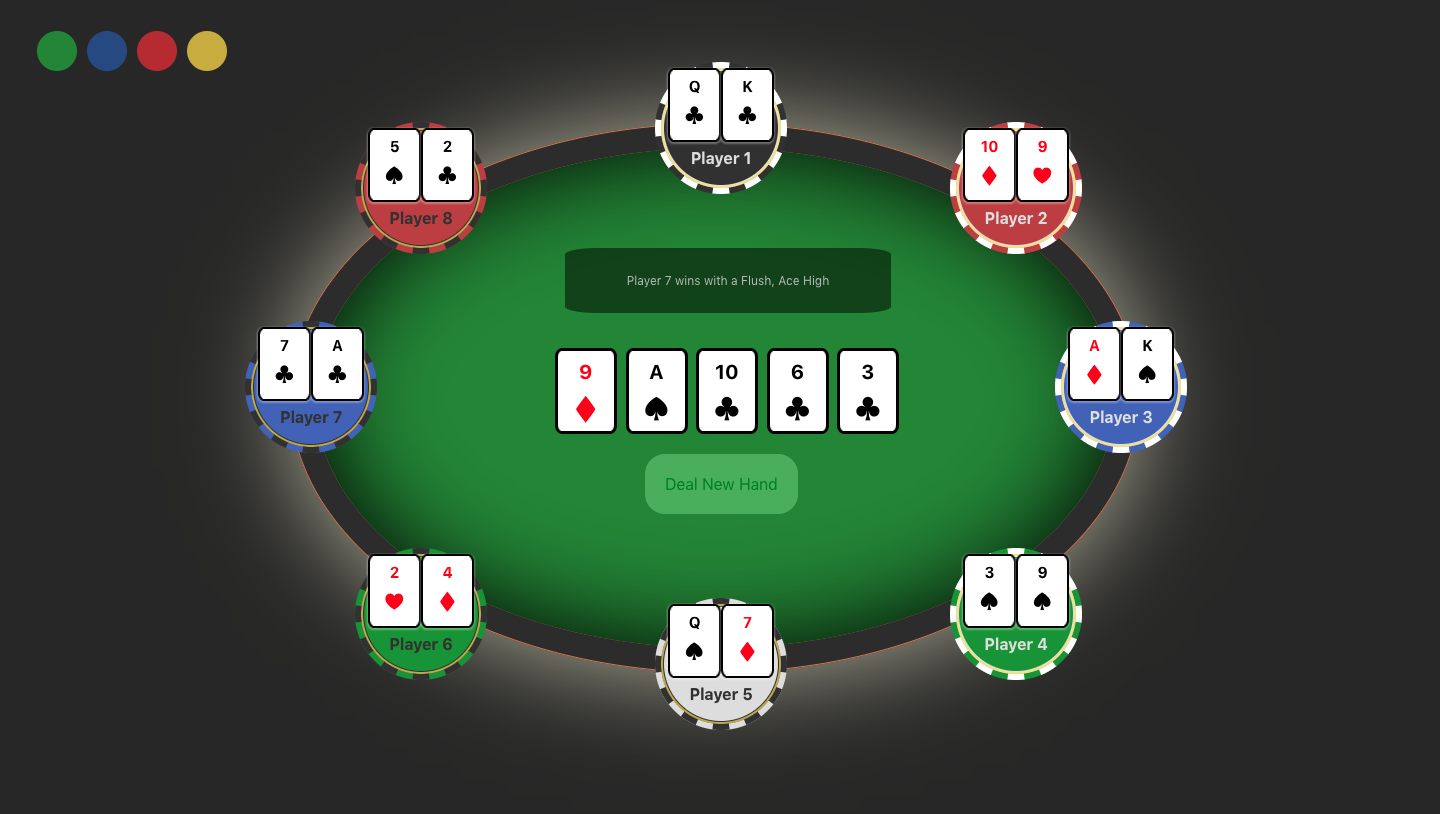 Q K
Player 1
5 2
Player 8
10 9
Player 2
Player 7 wins with a Flush, Ace High
7 A
Player 7
9 A 10 6 3
A K
Player 3
Deal New Hand
2 4
Player 6
Q 7
Player 5
3 9
Player 4